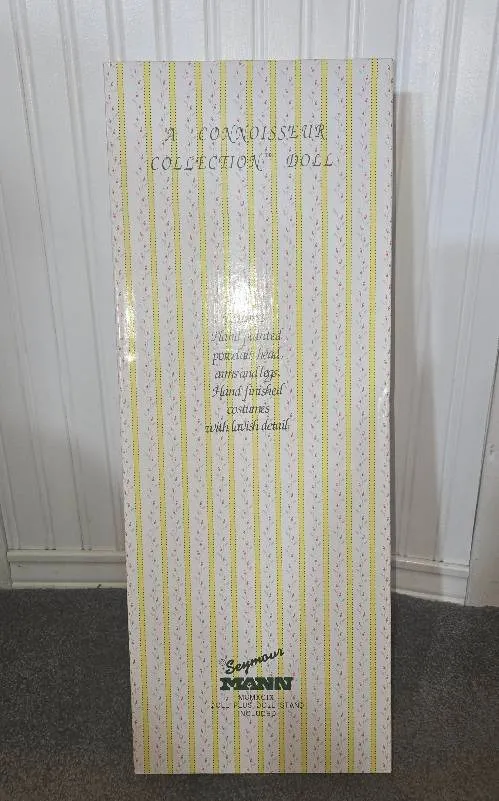 A CONNOISSEUR
COLLECTION™ DOLL
Hand painted
porcelain head,
arms and legs.
Hand finished
costumes
with lavish detail.
©Seymour
MANN
MCMXCIX
DOLL PLUS DOLL STAND
INCLUDED